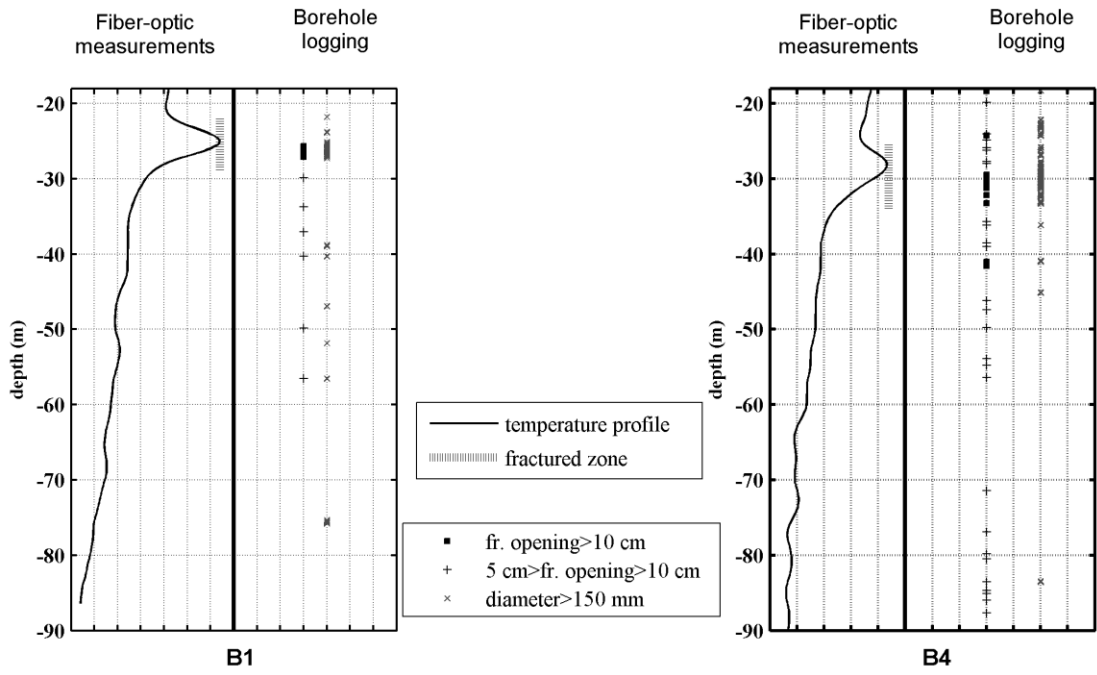 Fiber-optic
measurements
Borehole
logging
-20
-30
-40
-50
-60
-70
-80
-90
depth (m)
B1
temperature profile
fractured zone
fr. opening>10 cm
5 cm>fr. opening>10 cm
diameter>150 mm
Fiber-optic
measurements
Borehole
logging
-20
-30
-40
-50
-60
-70
-80
-90
depth (m)
B4